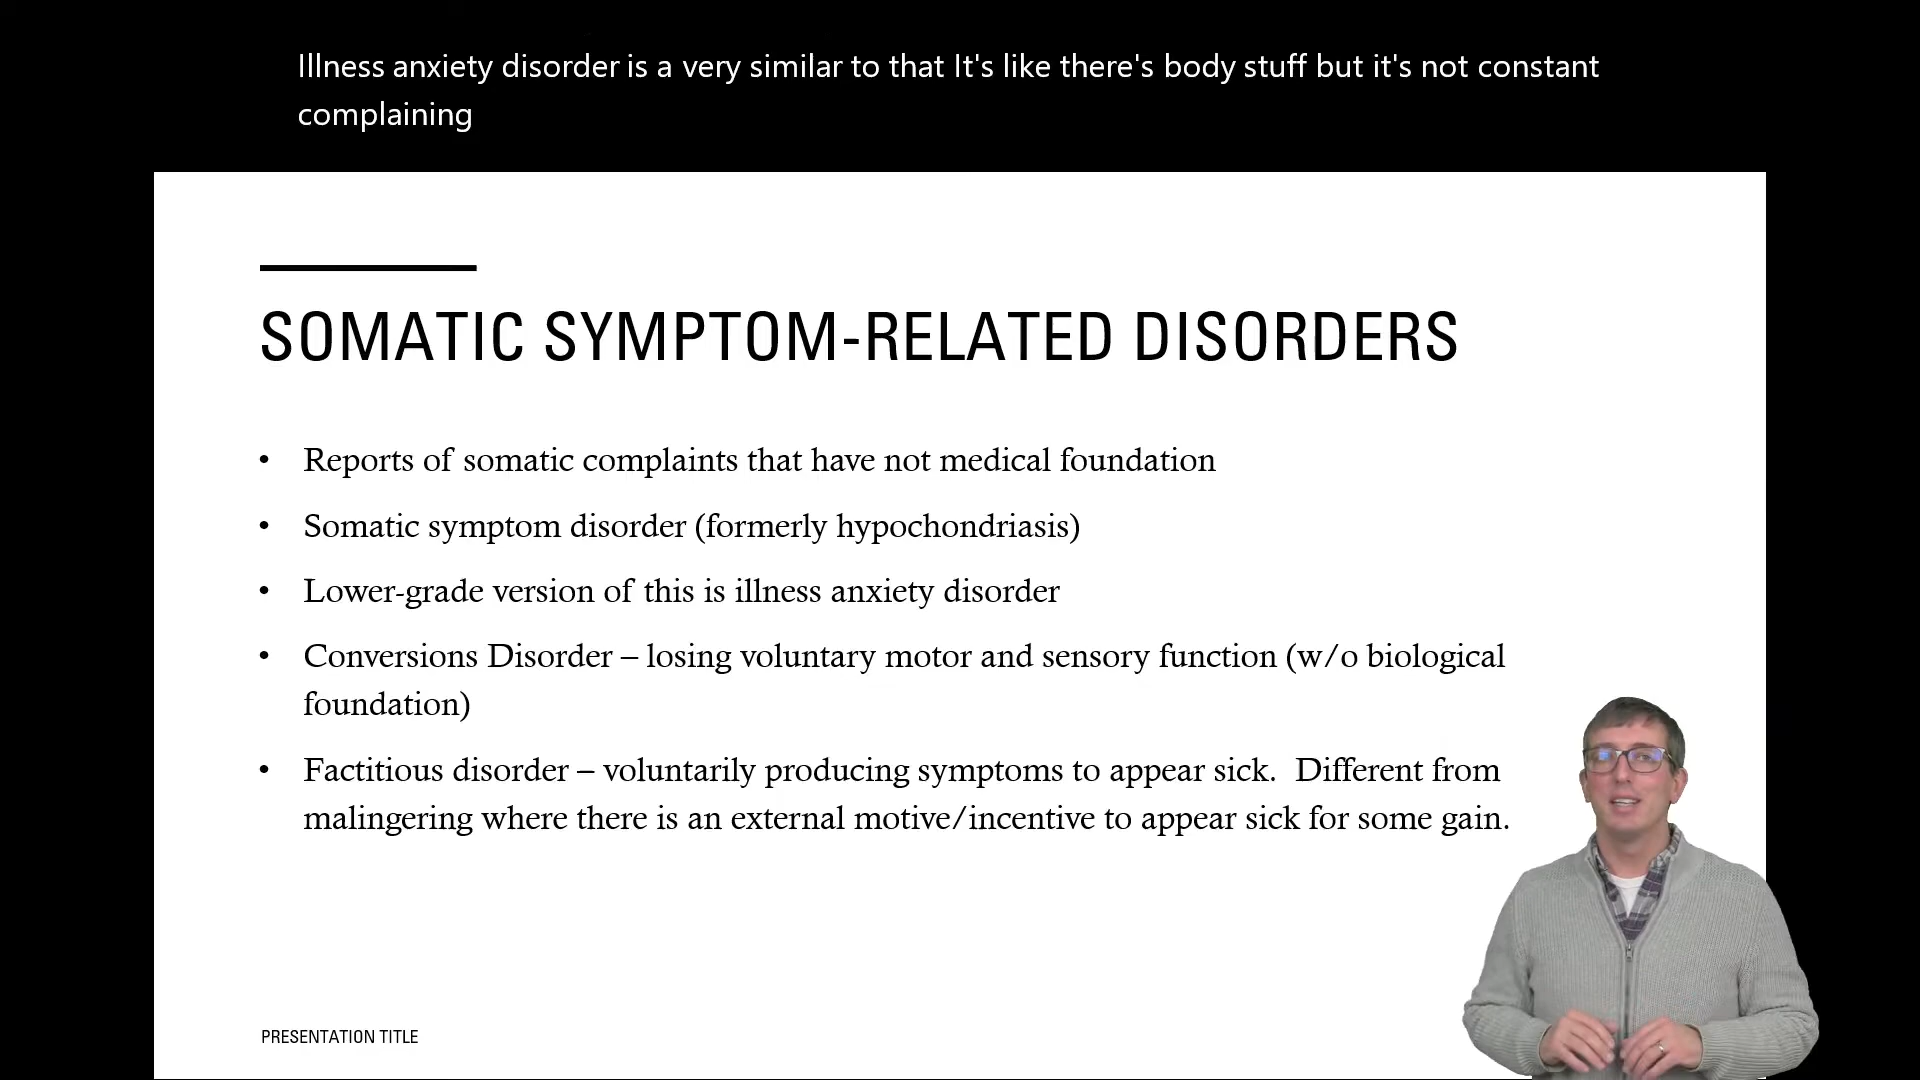 Illness anxiety disorder is a very similar to that It's like there's body stuff but it's not constant
complaining
SOMATIC SYMPTOM-RELATED DISORDERS
• Reports of somatic complaints that have not medical foundation
• Somatic symptom disorder (formerly hypochondriasis)
• Lower-grade version of this is illness anxiety disorder
• Conversions Disorder – losing voluntary motor and sensory function (w/o biological
foundation)
• Factitious disorder – voluntarily producing symptoms to appear sick.  Different from
malingering where there is an external motive/incentive to appear sick for some gain.
PRESENTATION TITLE